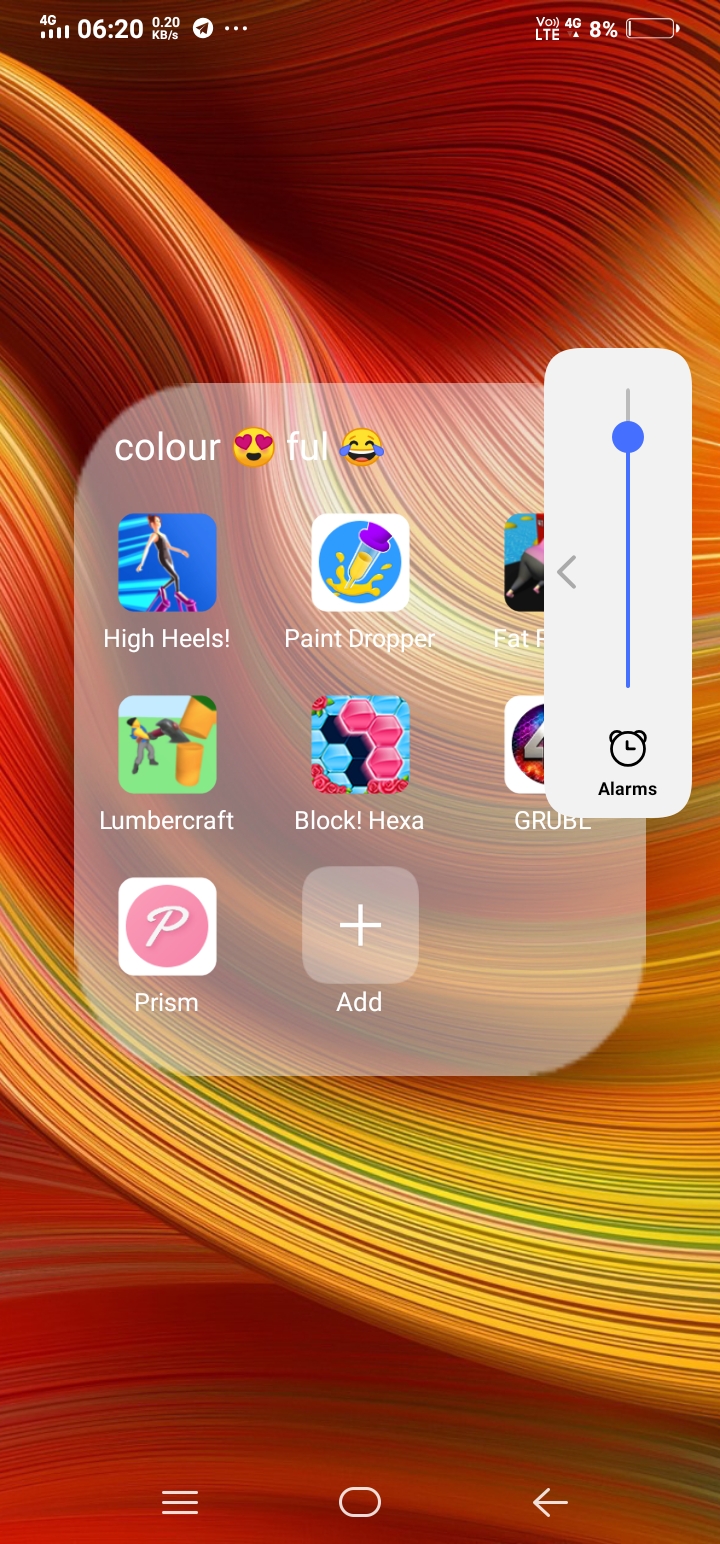 4G 06:20 0.20 KB/s Vo)) LTE 4G 8%
colour 😍 ful 😂
High Heels! Paint Dropper Fat
Lumbercraft Block! Hexa GRUBL
Alarms
P
Prism Add